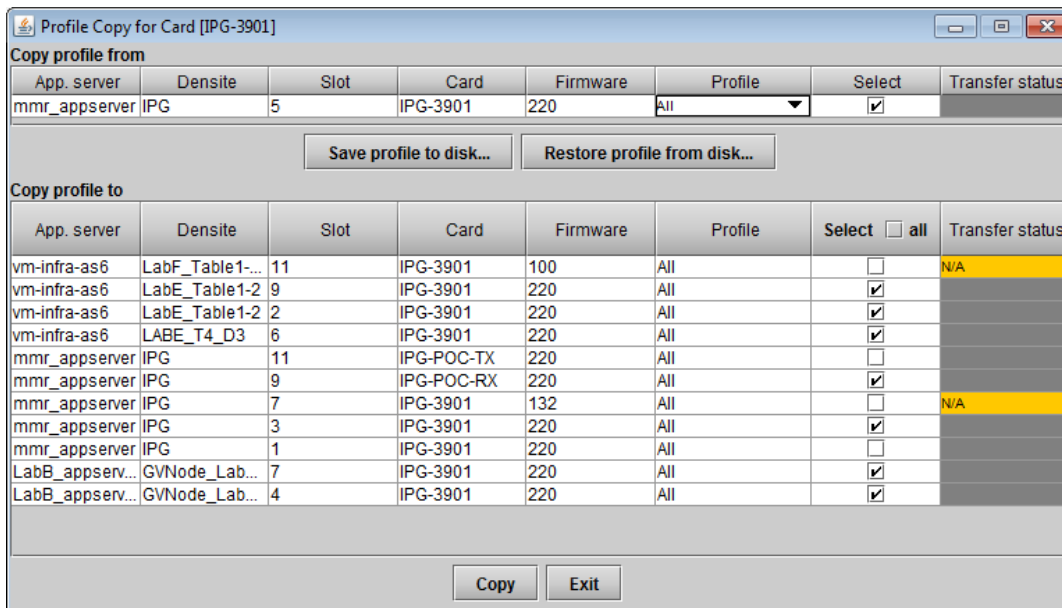 Profile Copy for Card [IPG-3901]
Copy profile from
App. server Densite Slot Card Firmware Profile Select Transfer status
mmr_appserver IPG 5 IPG-3901 220 All
Save profile to disk... Restore profile from disk...
Copy profile to
App. server Densite Slot Card Firmware Profile Select all Transfer status
vm-infra-as6 LabF_Table1-... 11 IPG-3901 100 All N/A
vm-infra-as6 LabE_Table1-2 9 IPG-3901 220 All
vm-infra-as6 LabE_Table1-2 2 IPG-3901 220 All
vm-infra-as6 LABE_T4_D3 6 IPG-3901 220 All
mmr_appserver IPG 11 IPG-POC-TX 220 All
mmr_appserver IPG 9 IPG-POC-RX 220 All
mmr_appserver IPG 7 IPG-3901 132 All N/A
mmr_appserver IPG 3 IPG-3901 220 All
mmr_appserver IPG 1 IPG-3901 220 All
LabB_appserv... GVNode_Lab... 7 IPG-3901 220 All
LabB_appserv... GVNode_Lab... 4 IPG-3901 220 All
Copy Exit